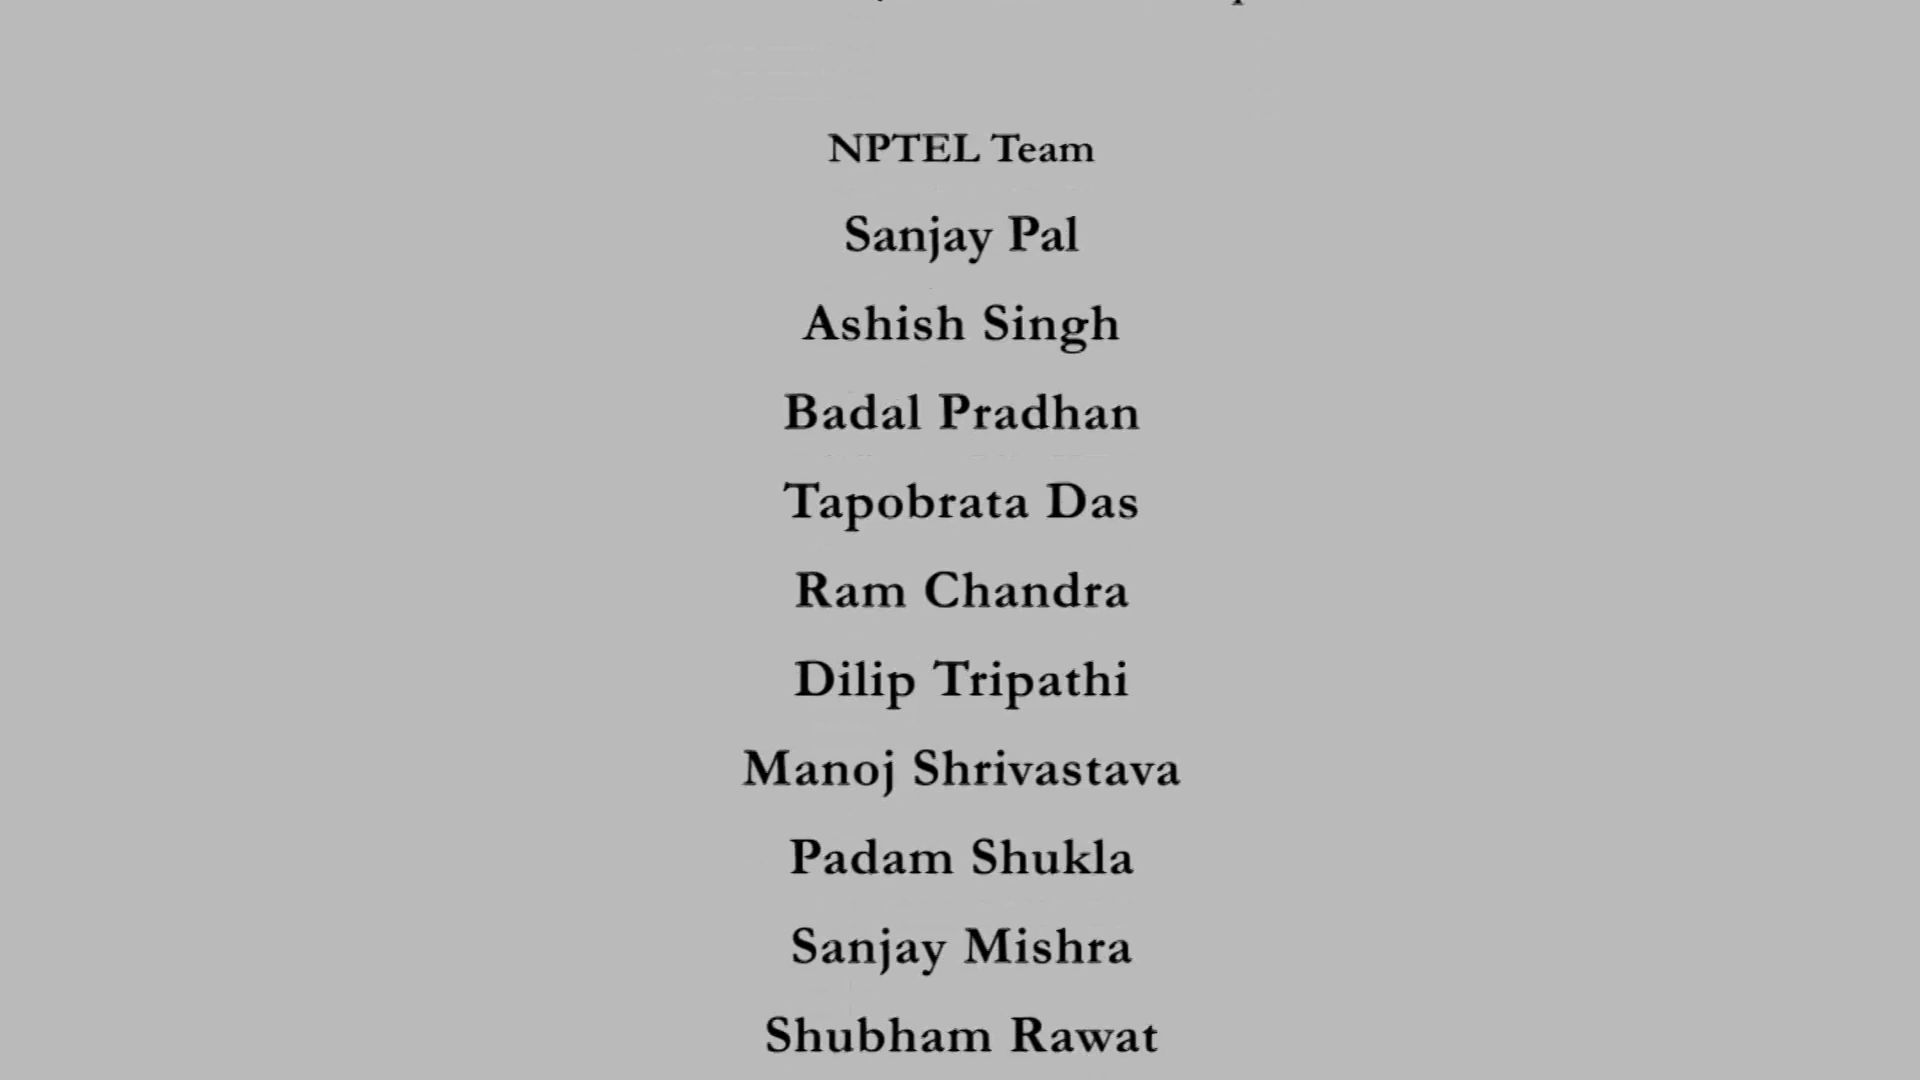 NPTEL Team
Sanjay Pal
Ashish Singh
Badal Pradhan
Tapobrata Das
Ram Chandra
Dilip Tripathi
Manoj Shrivastava
Padam Shukla
Sanjay Mishra
Shubham Rawat